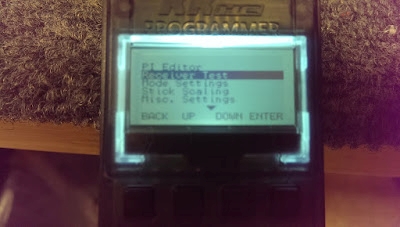 PROGRAMMER
PI Editor
Receiver Test
Mode Settings
Stick Scaling
Misc. Settings
BACK UP DOWN ENTER